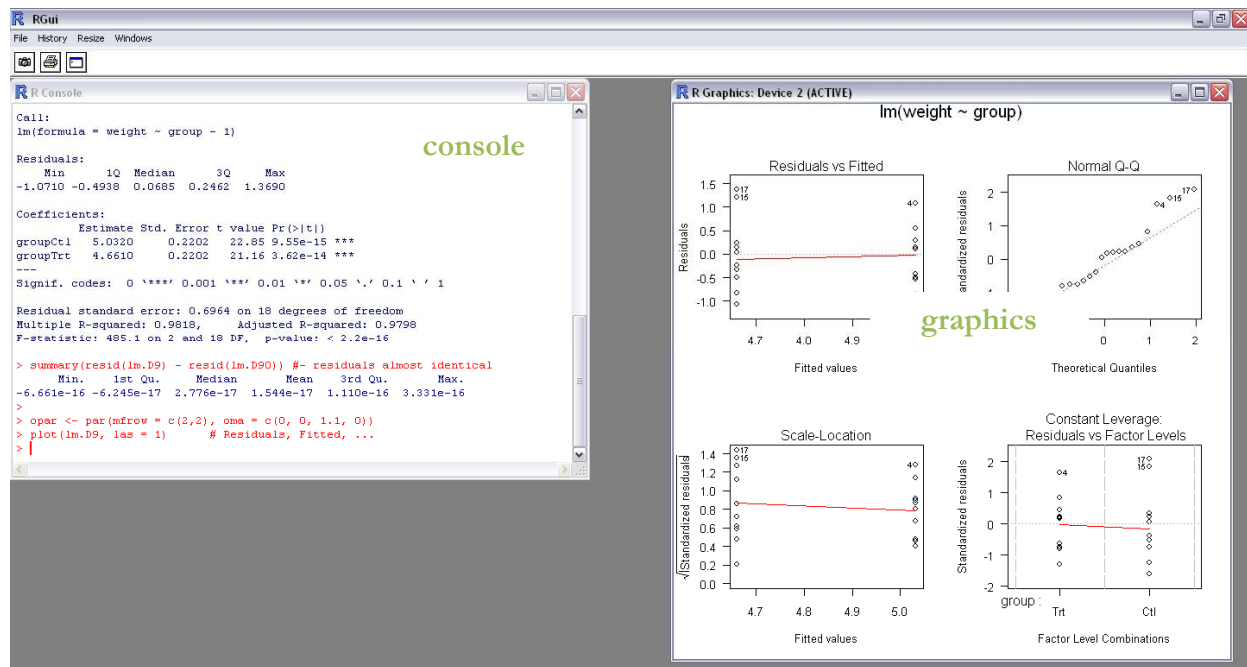 RGui
File History Resize Windows
R Console
Call:
lm(formula = weight ~ group - 1)
console
Residuals:
Min 1Q Median 3Q Max
-1.0710 -0.4938 0.0685 0.2462 1.3690
Coefficients:
Estimate Std. Error t value Pr(>|t|)
groupCtl 5.0320 0.2202 22.85 9.55e-15 ***
groupTrt 4.6610 0.2202 21.16 3.62e-14 ***
---
Signif. codes: 0 `***' 0.001 `**' 0.01 `*' 0.05 `.' 0.1 ` ' 1
Residual standard error: 0.6964 on 18 degrees of freedom
Multiple R-squared: 0.9818, Adjusted R-squared: 0.9798
F-statistic: 485.1 on 2 and 18 DF, p-value: < 2.2e-16
> summary(resid(lm.D9) - resid(lm.D90)) #- residuals almost identical
Min. 1st Qu. Median Mean 3rd Qu. Max.
-6.661e-16 -6.245e-17 2.776e-17 1.544e-17 1.110e-16 3.331e-16
>
> opar <- par(mfrow = c(2,2), oma = c(0, 0, 1.1, 0))
> plot(lm.D9, las = 1) # Residuals, Fitted, ...
>
R Graphics: Device 2 (ACTIVE)
lm(weight ~ group)
Residuals vs Fitted
Residuals
1.5
1.0
0.5
0.0
-0.5
-1.0
17
15
4
4.7 4.8 4.9 5.0
Fitted values
Normal Q-Q
andardized residuals
2
1
0
4 15 17
0 1 2
Theoretical Quantiles
graphics
Scale-Location
√|Standardized residuals
1.4
1.2
1.0
0.8
0.6
0.4
0.2
0.0
17
15
4
4.7 4.8 4.9 5.0
Fitted values
Constant Leverage:
Residuals vs Factor Levels
Standardized residuals
2
1
0
-1
-2
4
17
15
group :
Trt Ctl
Factor Level Combinations